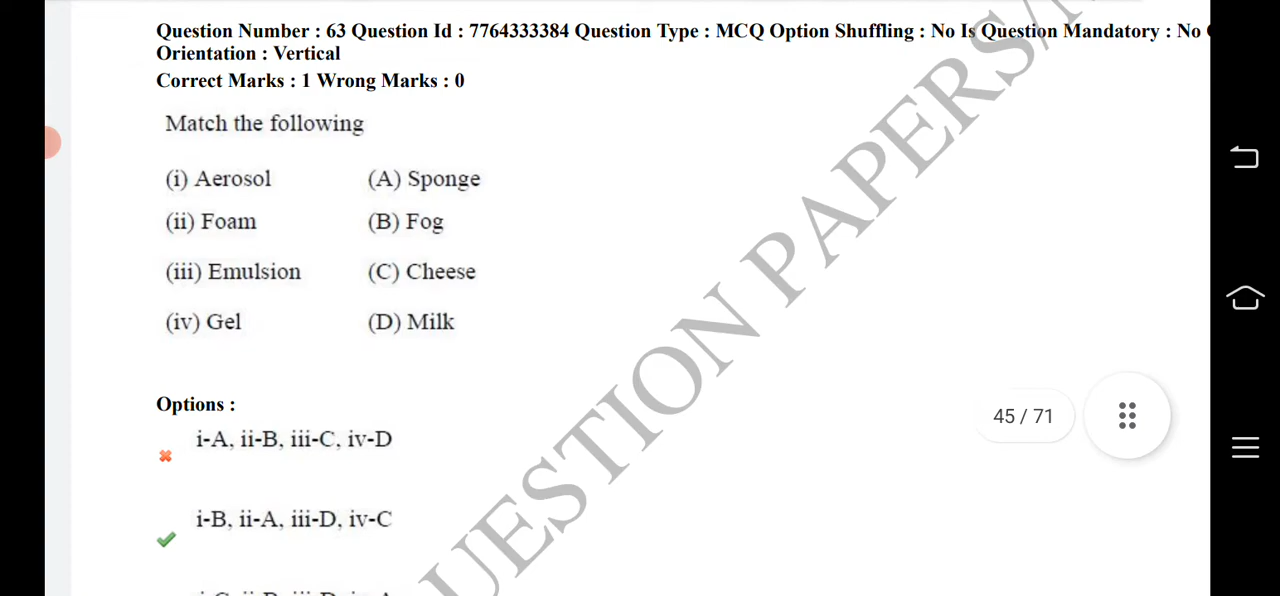 Question Number : 63 Question Id : 7764333384 Question Type : MCQ Option Shuffling : No Is Question Mandatory : No
Orientation : Vertical
Correct Marks : 1 Wrong Marks : 0
Match the following
(i) Aerosol (A) Sponge
(ii) Foam (B) Fog
(iii) Emulsion (C) Cheese
(iv) Gel (D) Milk
Options :
i-A, ii-B, iii-C, iv-D
i-B, ii-A, iii-D, iv-C
45 / 71
UESTION PAPERS/